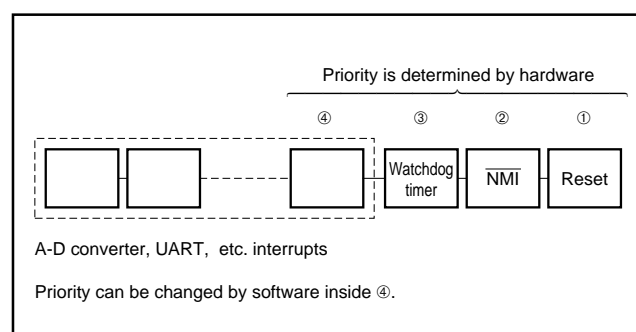 Priority is determined by hardware
④ ③ ② ①
Watchdog
timer
N̅M̅I̅
Reset
A-D converter, UART, etc. interrupts
Priority can be changed by software inside ④.